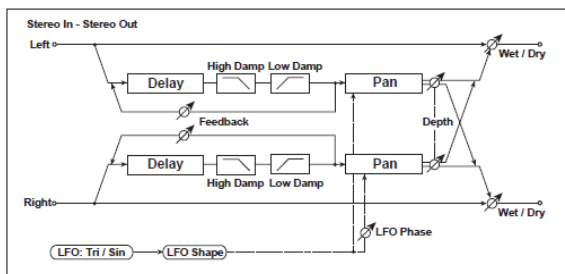 Stereo In - Stereo Out
Left
Wet / Dry
High Damp Low Damp
Delay
Pan
Feedback
Depth
Delay
Pan
High Damp Low Damp
Right
Wet / Dry
LFO Phase
LFO: Tri / Sin
LFO Shape